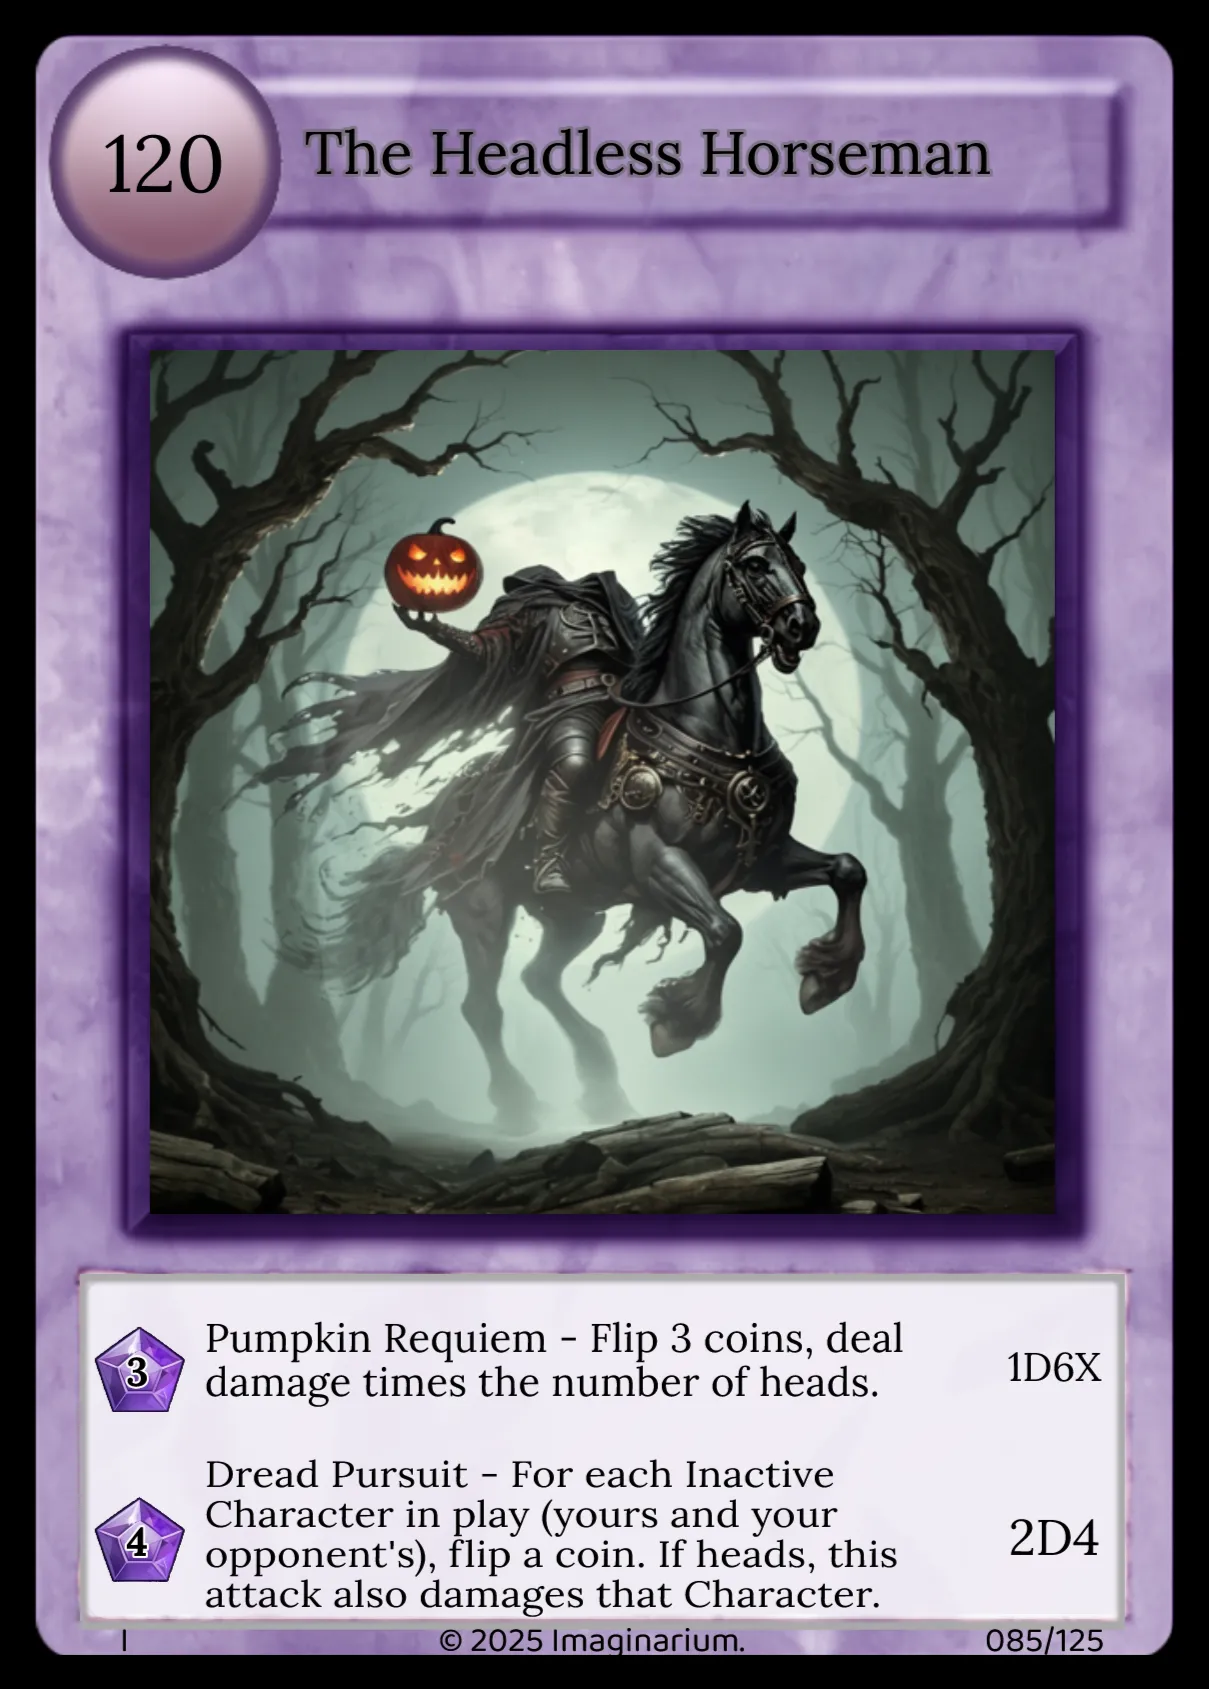 120
The Headless Horseman
3
Pumpkin Requiem - Flip 3 coins, deal
damage times the number of heads.
1D6X
4
Dread Pursuit - For each Inactive
Character in play (yours and your
opponent's), flip a coin. If heads, this
attack also damages that Character.
2D4
I
© 2025 Imaginarium.
085/125